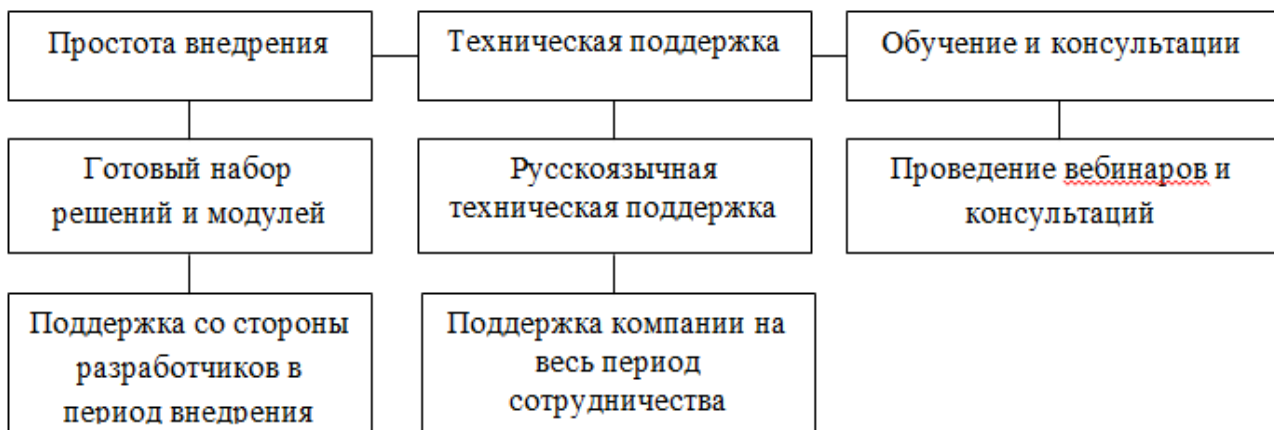 Простота внедрения
Техническая поддержка
Обучение и консультации
Готовый набор
решений и модулей
Русскоязычная
техническая поддержка
Проведение вебинаров и
консультаций
Поддержка со стороны
разработчиков в
период внедрения
Поддержка компании на
весь период
сотрудничества